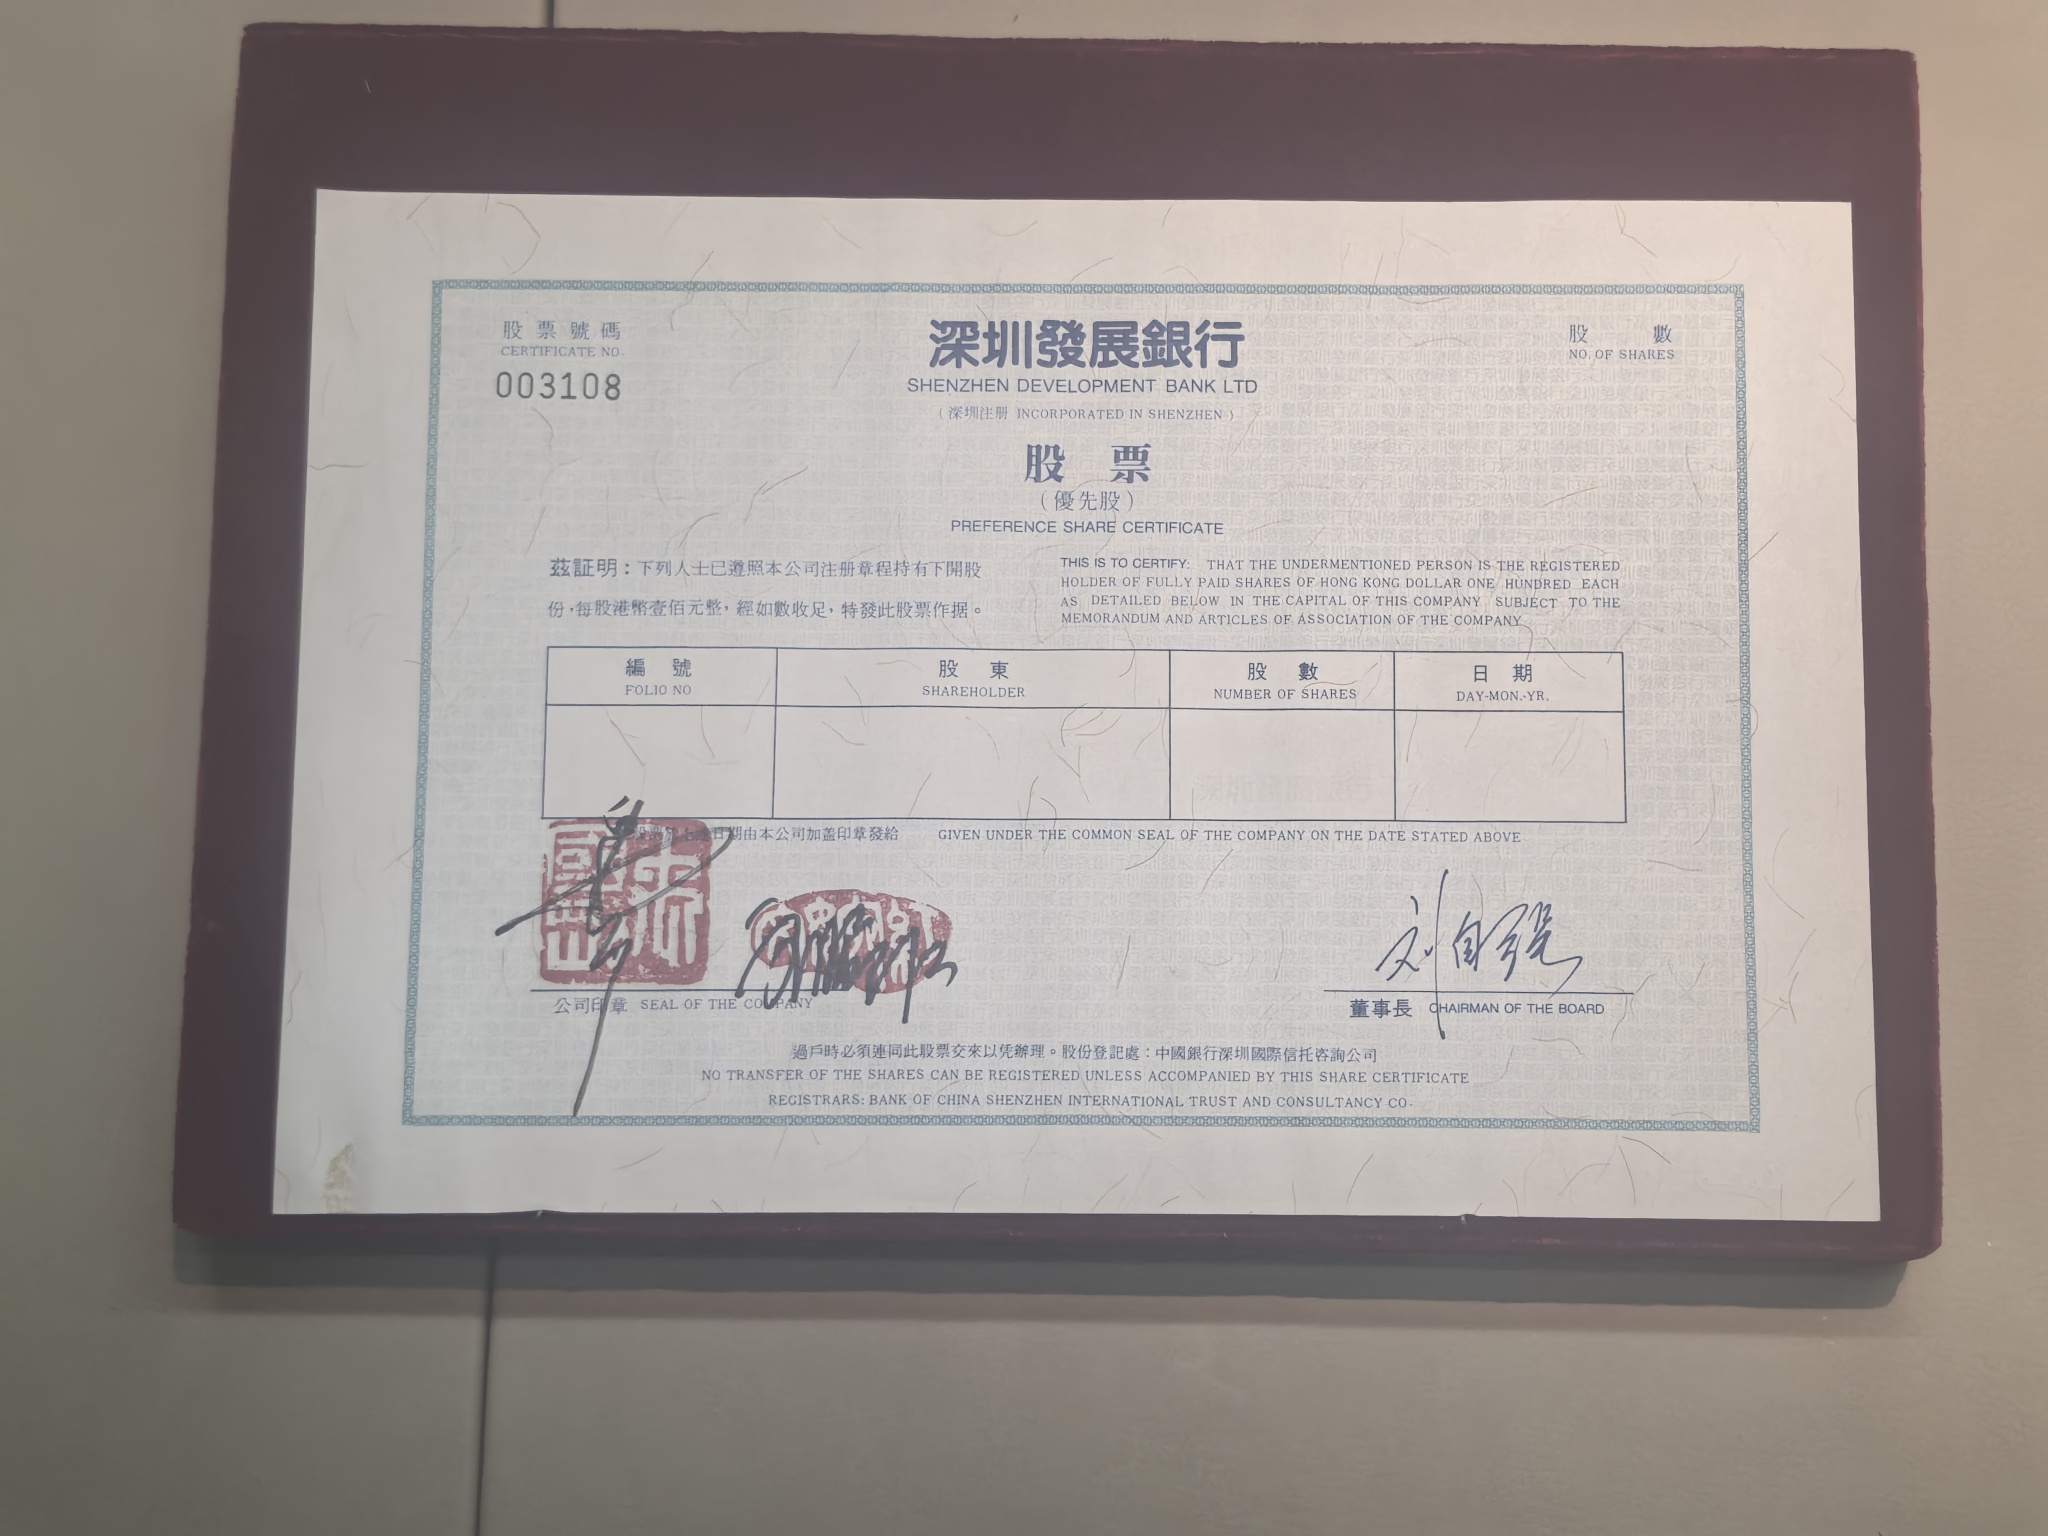 股票號碼
CERTIFICATE NO.
003108
深圳發展銀行
SHENZHEN DEVELOPMENT BANK LTD
（深圳注册 INCORPORATED IN SHENZHEN）
股數
NO. OF SHARES
股票
（優先股）
PREFERENCE SHARE CERTIFICATE
茲証明：下列人士已遵照本公司注册章程持有下開股
份，每股港幣壹佰元整，經如數收足，特發此股票作据。
THIS IS TO CERTIFY: THAT THE UNDERMENTIONED PERSON IS THE REGISTERED
HOLDER OF FULLY PAID SHARES OF HONG KONG DOLLAR ONE HUNDRED EACH
AS DETAILED BELOW IN THE CAPITAL OF THIS COMPANY SUBJECT TO THE
MEMORANDUM AND ARTICLES OF ASSOCIATION OF THE COMPANY
編號
FOLIO NO
股東
SHAREHOLDER
股數
NUMBER OF SHARES
日期
DAY-MON.-YR.
日期由本公司加盖印章發給 GIVEN UNDER THE COMMON SEAL OF THE COMPANY ON THE DATE STATED ABOVE
刘自强
公司印章 SEAL OF THE COMPANY
董事長 CHAIRMAN OF THE BOARD
過戶時必須連同此股票交來以凭辦理。股份登記處：中國銀行深圳國際信托咨詢公司
NO TRANSFER OF THE SHARES CAN BE REGISTERED UNLESS ACCOMPANIED BY THIS SHARE CERTIFICATE
REGISTRARS: BANK OF CHINA SHENZHEN INTERNATIONAL TRUST AND CONSULTANCY CO.